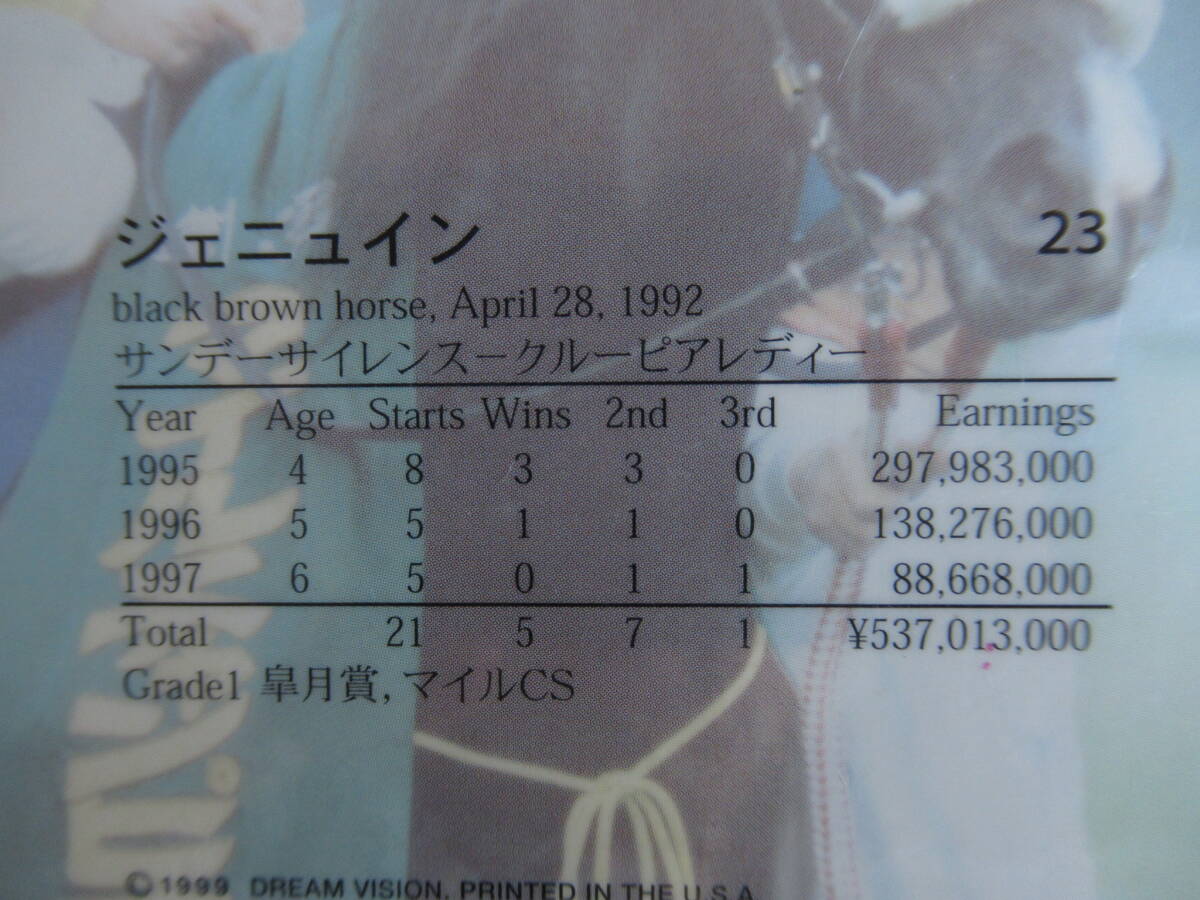 ジェニュイン 23
black brown horse, April 28, 1992
サンデーサイレンスークルーピアレディー
Year Age Starts Wins 2nd 3rd Earnings
1995 4 8 3 3 0 297,983,000
1996 5 5 1 1 0 138,276,000
1997 6 5 0 1 1 88,668,000
Total 21 5 7 1 ¥537,013,000
Grade1 皐月賞, マイルCS
© 1999 DREAM VISION. PRINTED IN THE U.S.A.